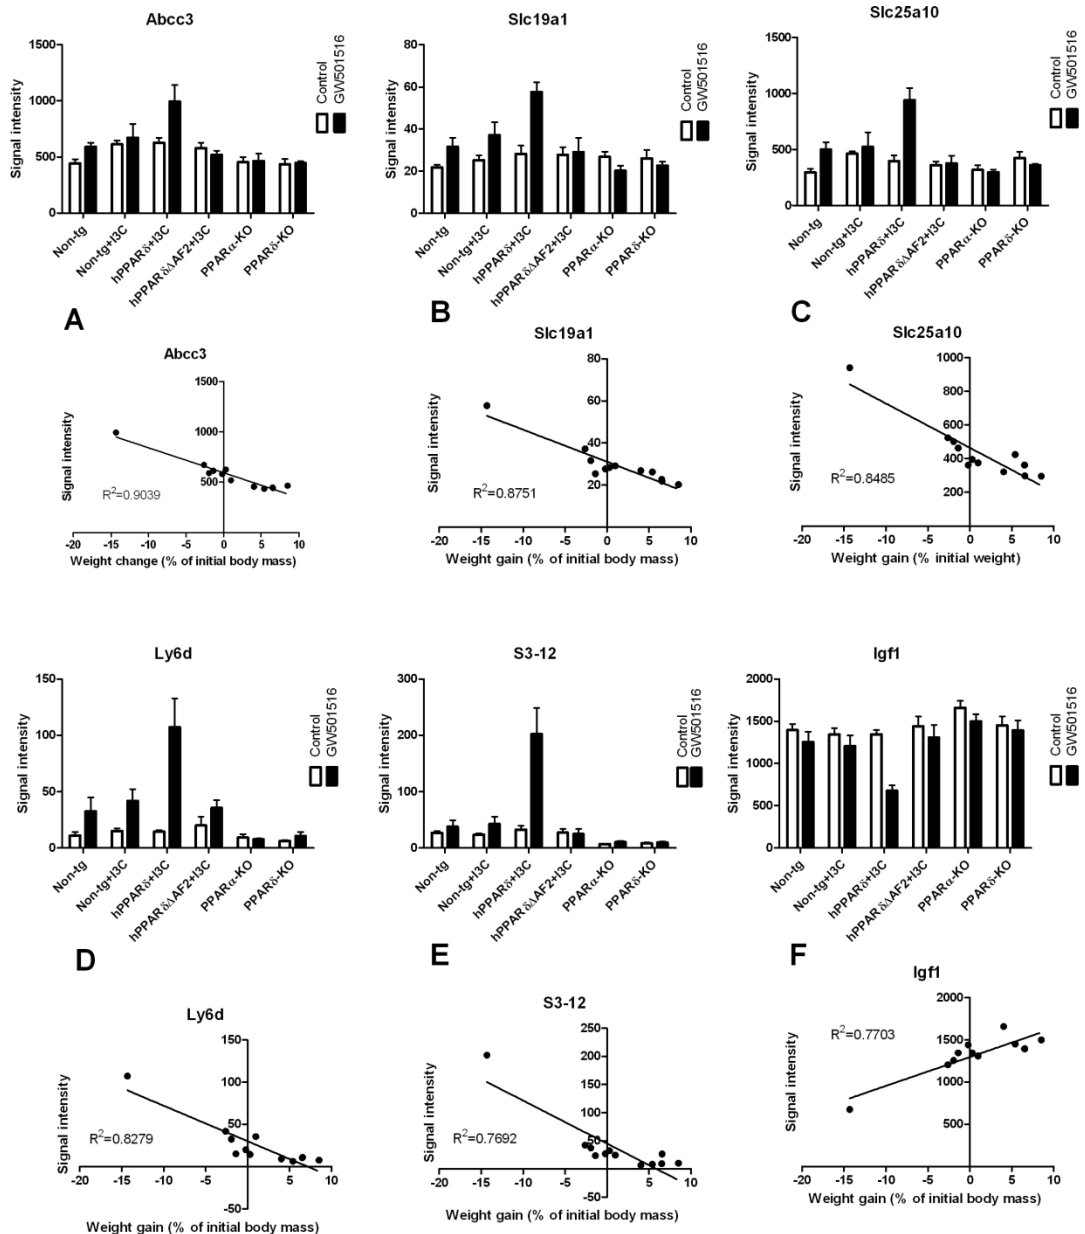 Abcc3
Signal intensity
1500
1000
500
0
Control
GW501516
Non-tg
Non-tg+I3C
hPPARδ+I3C
hPPARδΔAF2+I3C
PPARα-KO
PPARδ-KO
Slc19a1
Signal intensity
80
60
40
20
0
Control
GW501516
Non-tg
Non-tg+I3C
hPPARδ+I3C
hPPARδΔAF2+I3C
PPARα-KO
PPARδ-KO
Slc25a10
Signal intensity
1500
1000
500
0
Control
GW501516
Non-tg
Non-tg+I3C
hPPARδ+I3C
hPPARδΔAF2+I3C
PPARα-KO
PPARδ-KO
A
Abcc3
Signal intensity
1500
1000
500
R²=0.9039
-20 -15 -10 -5 0 5 10
Weight change (% of initial body mass)
B
Slc19a1
Signal intensity
80
60
40
20
R²=0.8751
-20 -15 -10 -5 0 5 10
Weight gain (% of initial body mass)
C
Slc25a10
Signal intensity
1000
800
600
400
200
R²=0.8485
-20 -15 -10 -5 0 5 10
Weight gain (% initial weight)
Ly6d
Signal intensity
150
100
50
0
Control
GW501516
Non-tg
Non-tg+I3C
hPPARδ+I3C
hPPARδΔAF2+I3C
PPARα-KO
PPARδ-KO
S3-12
Signal intensity
300
200
100
0
Control
GW501516
Non-tg
Non-tg+I3C
hPPARδ+I3C
hPPARδΔAF2+I3C
PPARα-KO
PPARδ-KO
Igf1
Signal intensity
2000
1500
1000
500
0
Control
GW501516
Non-tg
Non-tg+I3C
hPPARδ+I3C
hPPARδΔAF2+I3C
PPARα-KO
PPARδ-KO
D
Ly6d
Signal intensity
150
100
50
-50
R²=0.8279
-20 -15 -10 -5 0 5 10
Weight gain (% of initial body mass)
E
S3-12
Signal intensity
250
200
150
100
50
-50
R²=0.7692
-20 -15 -10 -5 0 5 10
Weight gain (% of initial body mass)
F
Igf1
Signal intensity
2000
1500
1000
500
R²=0.7703
-20 -15 -10 -5 0 5 10
Weight gain (% of initial body mass)